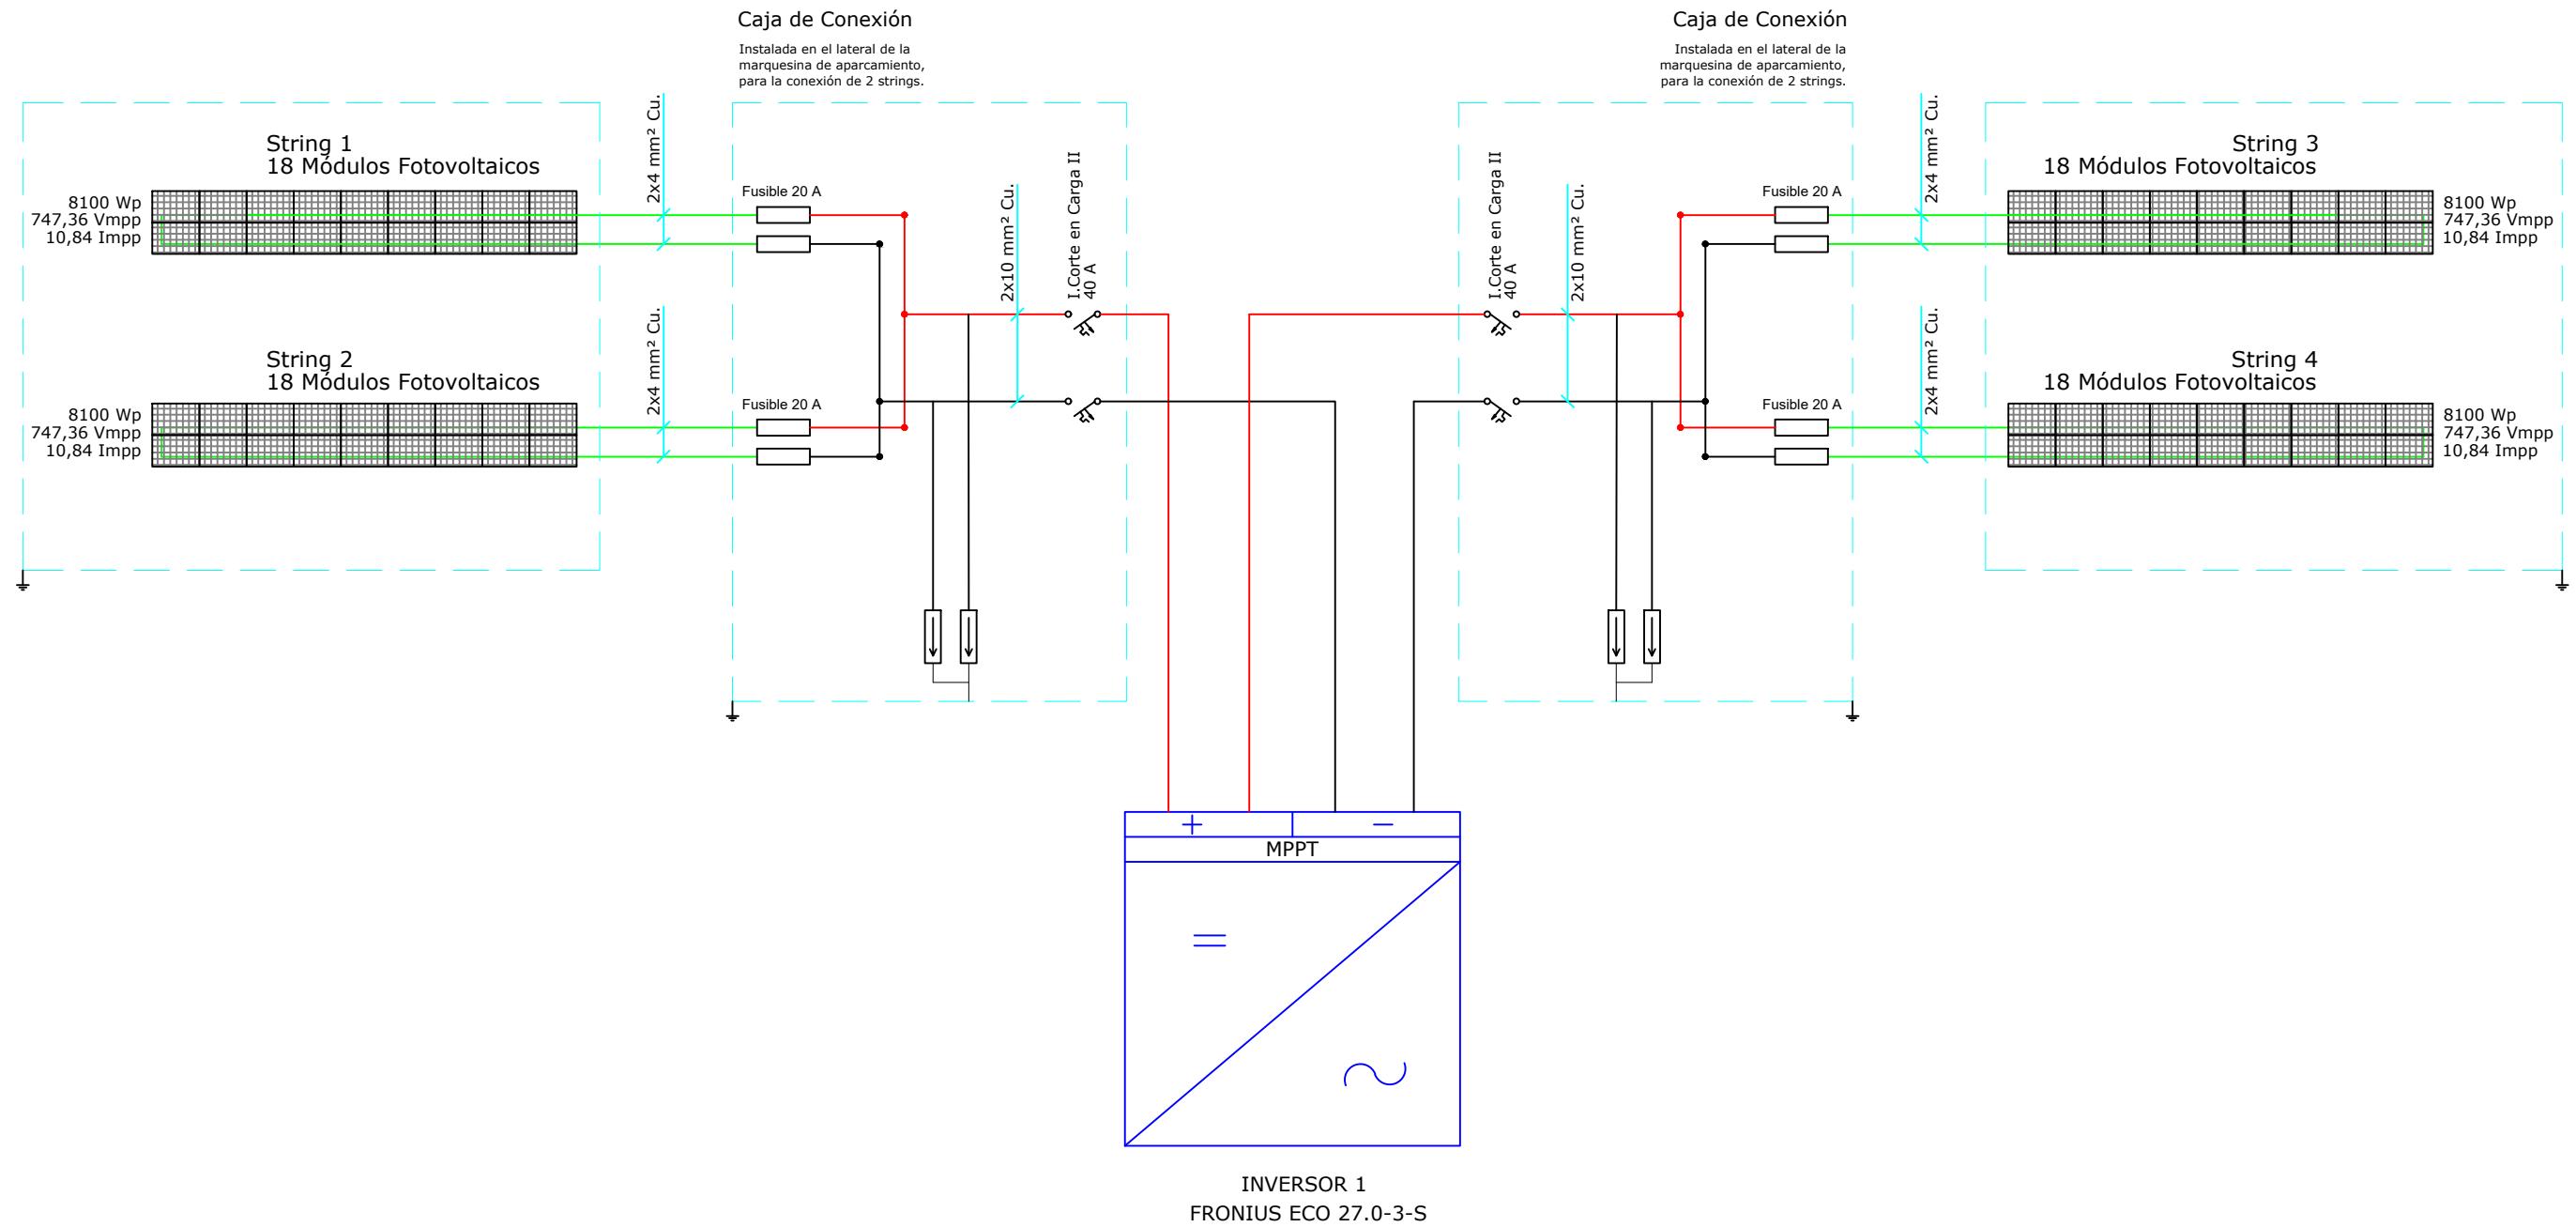 Caja de Conexión
Instalada en el lateral de la
marquesina de aparcamiento,
para la conexión de 2 strings.
Caja de Conexión
Instalada en el lateral de la
marquesina de aparcamiento,
para la conexión de 2 strings.
String 1
18 Módulos Fotovoltaicos
8100 Wp
747,36 Vmpp
10,84 Impp
2x4 mm² Cu.
Fusible 20 A
2x10 mm² Cu.
I.Corte en Carga II
40 A
String 2
18 Módulos Fotovoltaicos
8100 Wp
747,36 Vmpp
10,84 Impp
2x4 mm² Cu.
Fusible 20 A
I.Corte en Carga II
40 A
2x10 mm² Cu.
Fusible 20 A
2x4 mm² Cu.
String 3
18 Módulos Fotovoltaicos
8100 Wp
747,36 Vmpp
10,84 Impp
Fusible 20 A
2x4 mm² Cu.
String 4
18 Módulos Fotovoltaicos
8100 Wp
747,36 Vmpp
10,84 Impp
+ −
MPPT
INVERSOR 1
FRONIUS ECO 27.0-3-S